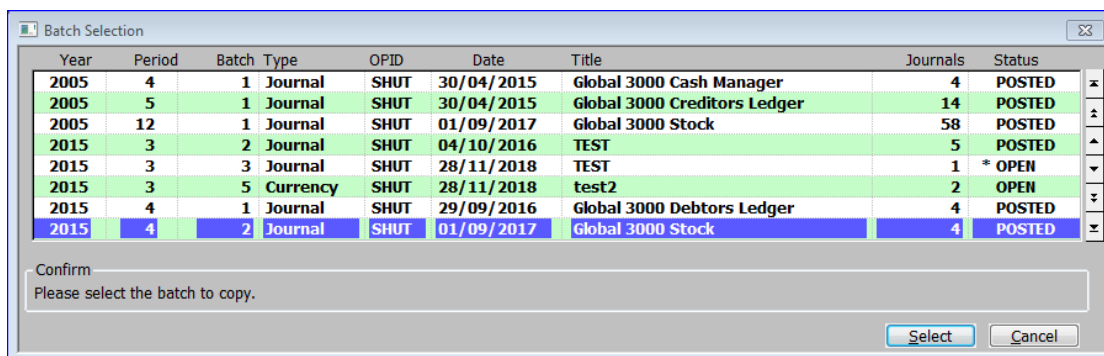 Batch Selection
Year Period Batch Type OPID Date Title Journals Status
2005 4 1 Journal SHUT 30/04/2015 Global 3000 Cash Manager 4 POSTED
2005 5 1 Journal SHUT 30/04/2015 Global 3000 Creditors Ledger 14 POSTED
2005 12 1 Journal SHUT 01/09/2017 Global 3000 Stock 58 POSTED
2015 3 2 Journal SHUT 04/10/2016 TEST 5 POSTED
2015 3 3 Journal SHUT 28/11/2018 TEST 1 * OPEN
2015 3 5 Currency SHUT 28/11/2018 test2 2 OPEN
2015 4 1 Journal SHUT 29/09/2016 Global 3000 Debtors Ledger 4 POSTED
2015 4 2 Journal SHUT 01/09/2017 Global 3000 Stock 4 POSTED
Confirm
Please select the batch to copy.
Select Cancel